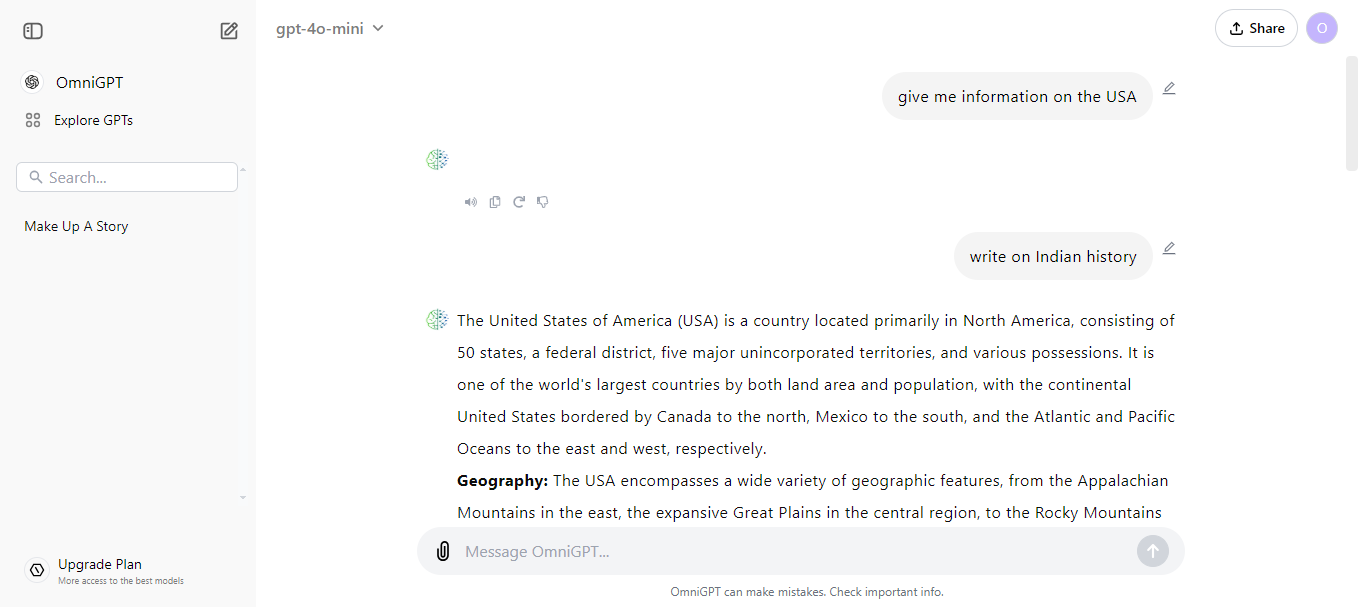 gpt-4o-mini
Share
O
OmniGPT
Explore GPTs
Search...
Make Up A Story
give me information on the USA
write on Indian history
The United States of America (USA) is a country located primarily in North America, consisting of
50 states, a federal district, five major unincorporated territories, and various possessions. It is
one of the world's largest countries by both land area and population, with the continental
United States bordered by Canada to the north, Mexico to the south, and the Atlantic and Pacific
Oceans to the east and west, respectively.
Geography: The USA encompasses a wide variety of geographic features, from the Appalachian
Mountains in the east, the expansive Great Plains in the central region, to the Rocky Mountains
Message OmniGPT...
Upgrade Plan
More access to the best models
OmniGPT can make mistakes. Check important info.